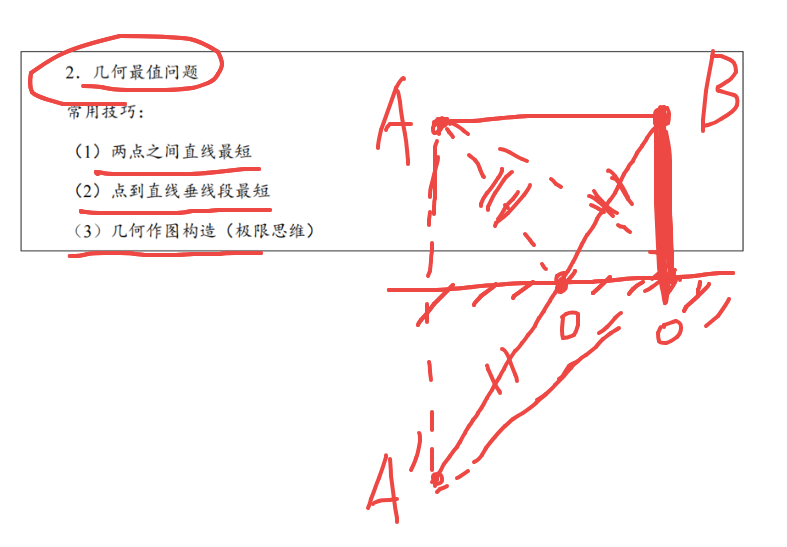 2. 几何最值问题
常用技巧：
（1）两点之间直线最短
（2）点到直线垂线段最短
（3）几何作图构造（极限思维）
A
B
O
O
A'